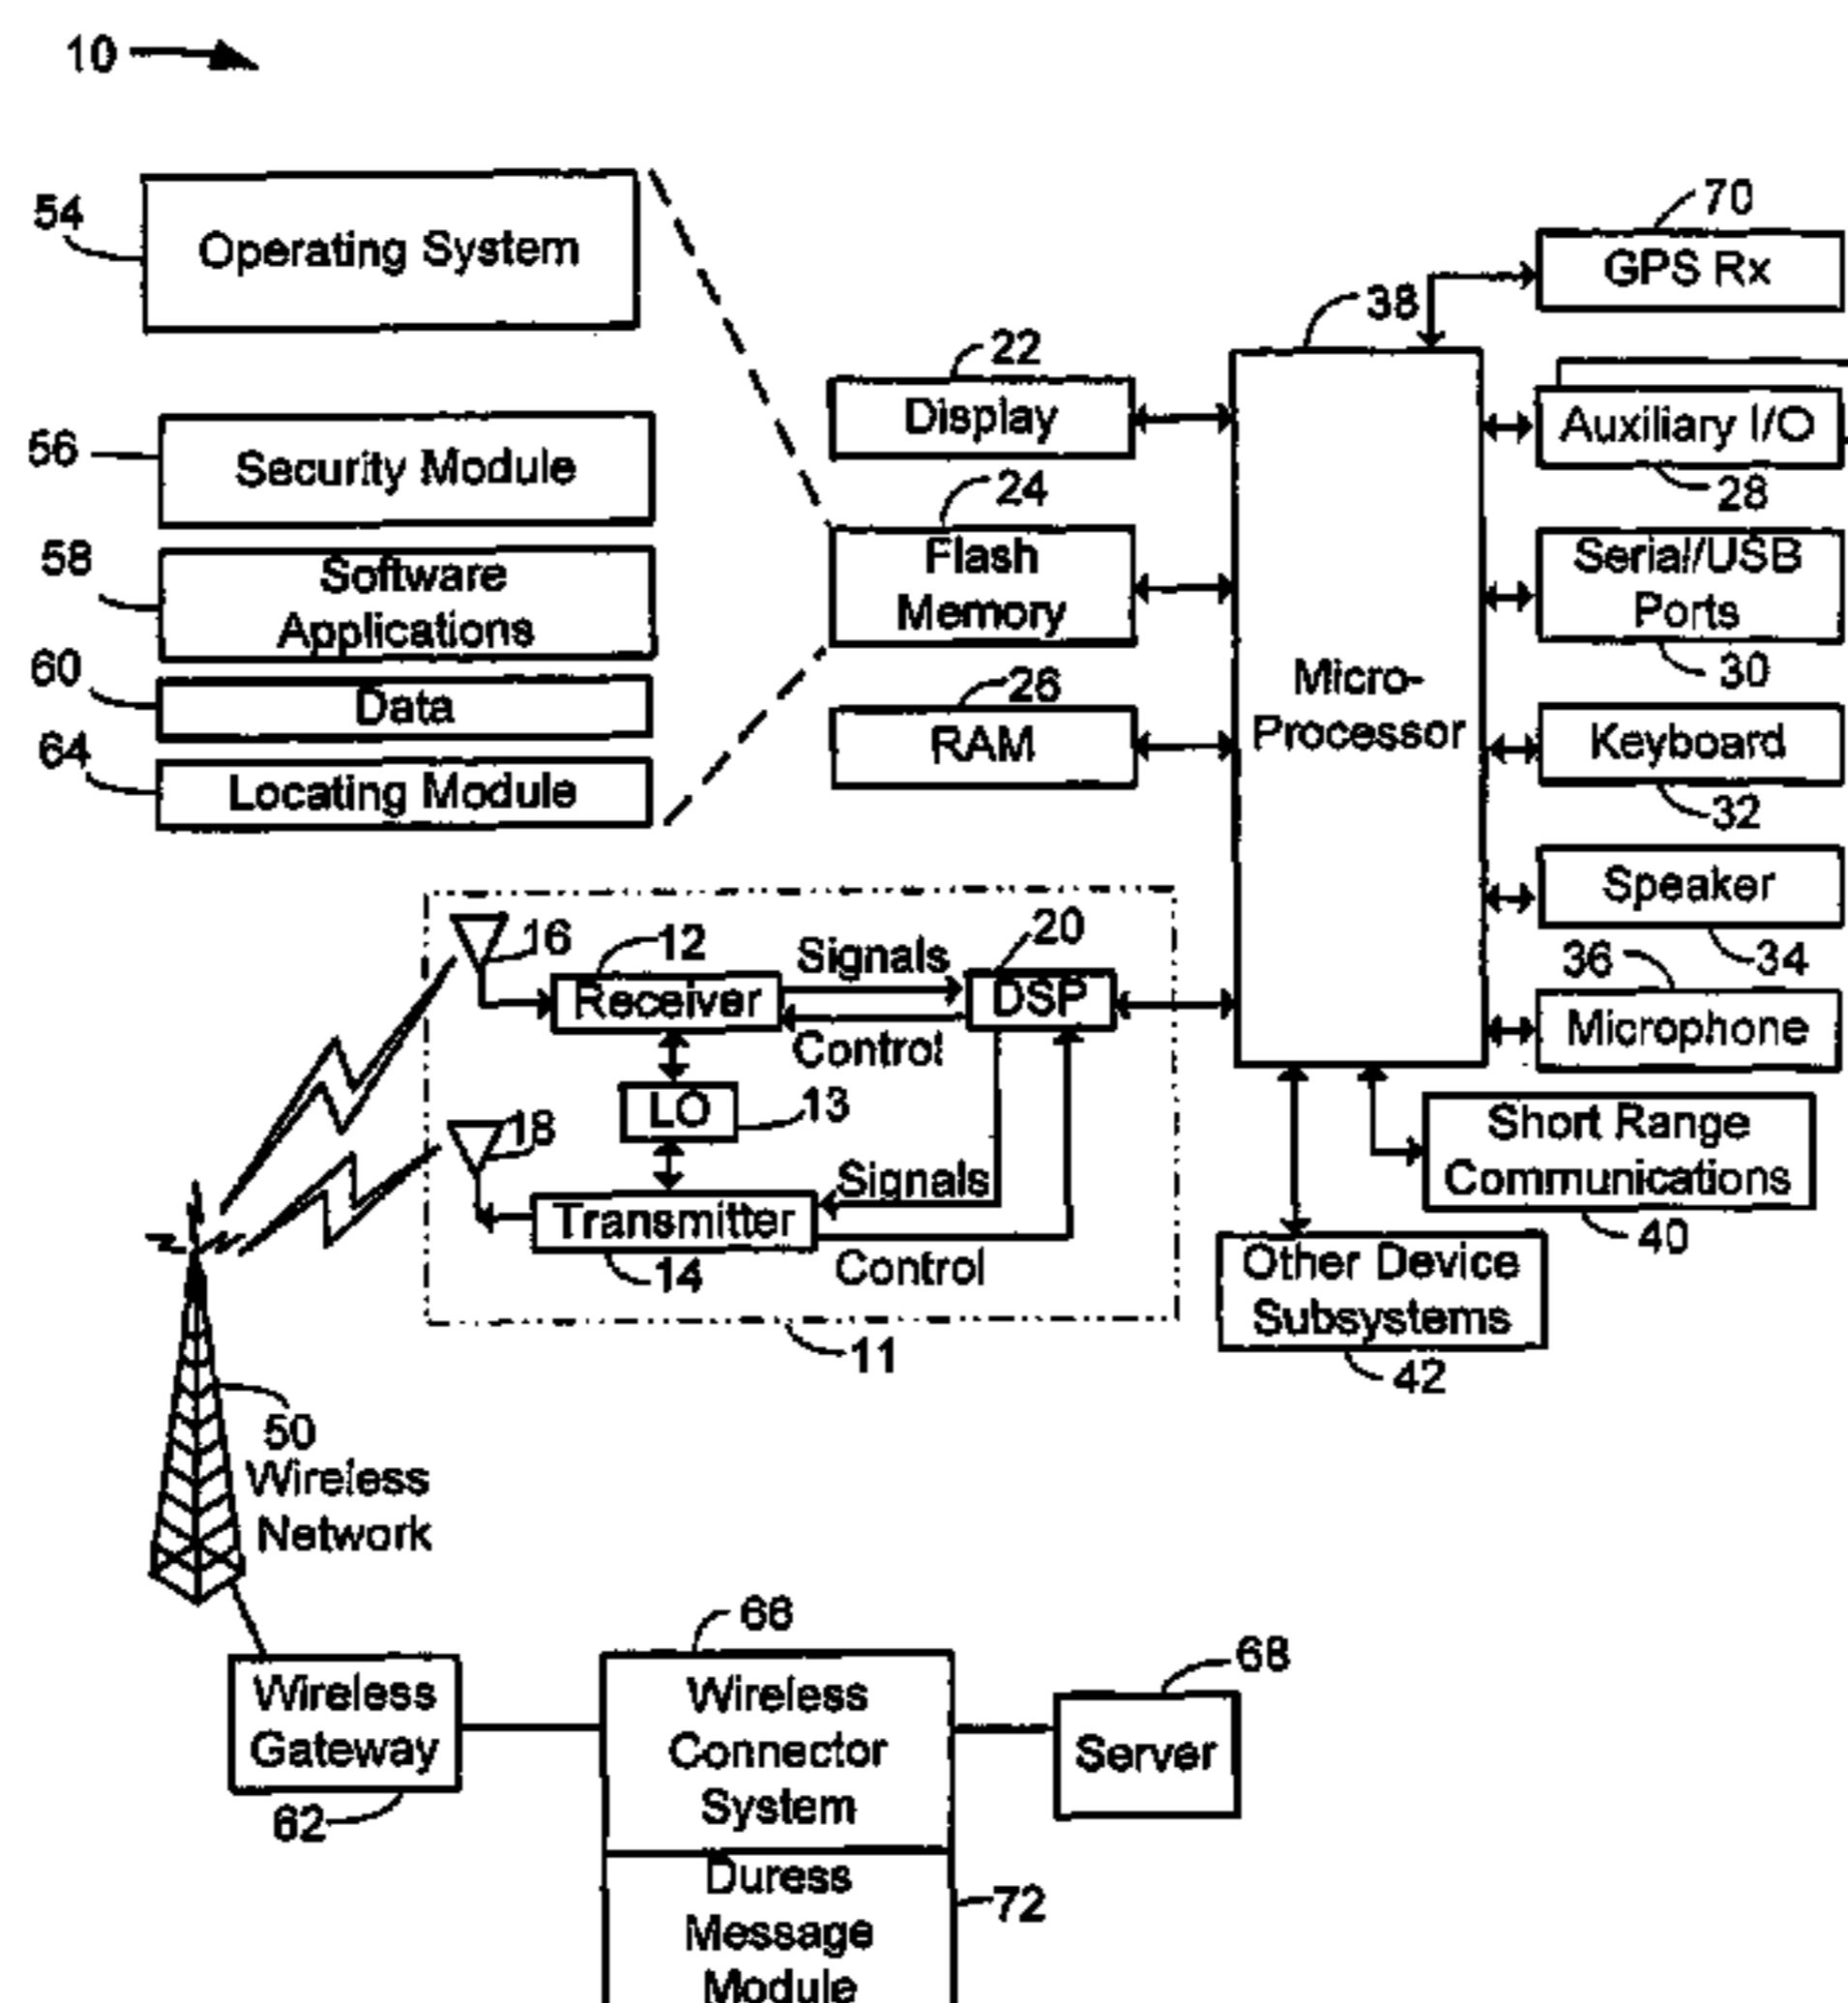 10
54
Operating System
56
Security Module
58
Software
Applications
60
Data
64
Locating Module
22
Display
24
Flash
Memory
26
RAM
38
Micro-
Processor
70
GPS Rx
Auxiliary I/O
28
Serial/USB
Ports
30
Keyboard
32
Speaker
34
36
Microphone
Short Range
Communications
40
Other Device
Subsystems
42
16
12
Receiver
Signals
Control
20
DSP
LO
13
18
Transmitter
14
Signals
Control
11
50
Wireless
Network
Wireless
Gateway
62
66
Wireless
Connector
System
68
Server
Duress
Message
Module
72